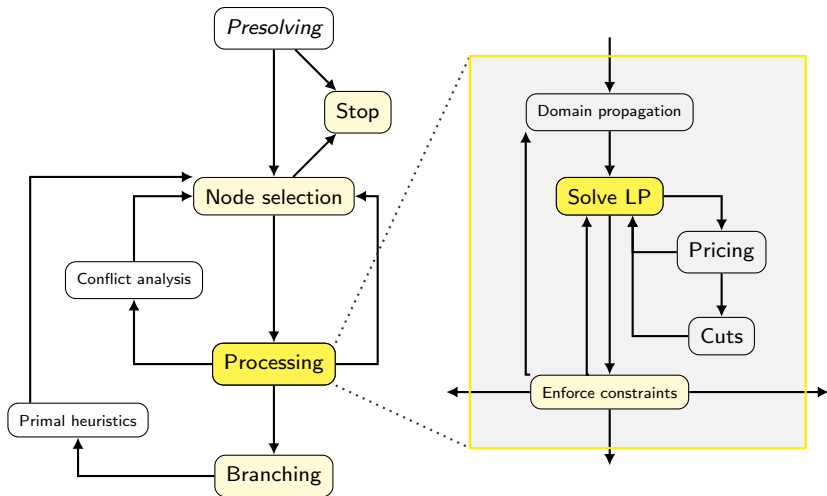 Presolving
Stop
Node selection
Conflict analysis
Processing
Primal heuristics
Branching
Domain propagation
Solve LP
Pricing
Cuts
Enforce constraints